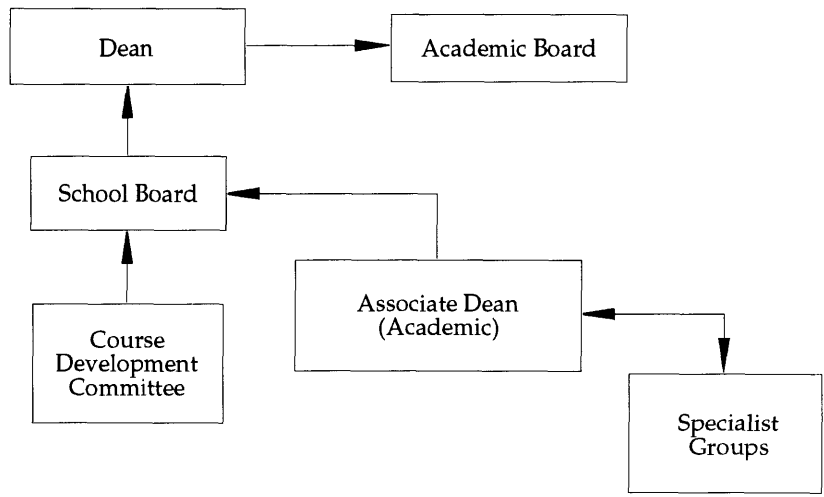 Dean
Academic Board
School Board
Associate Dean
(Academic)
Course
Development
Committee
Specialist
Groups